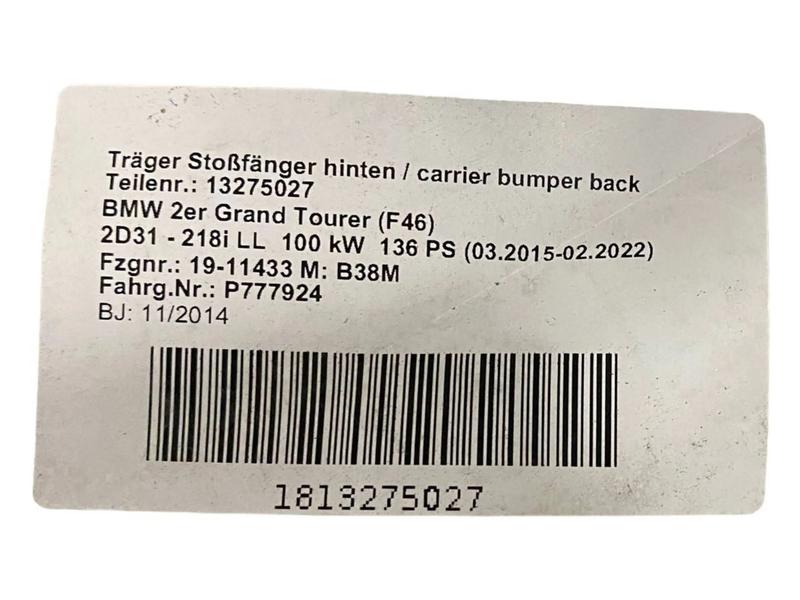 Träger Stoßfänger hinten / carrier bumper back
Teilenr.: 13275027
BMW 2er Grand Tourer (F46)
2D31 - 218i LL 100 kW 136 PS (03.2015-02.2022)
Fzgnr.: 19-11433 M: B38M
Fahrg.Nr.: P777924
BJ: 11/2014
1813275027